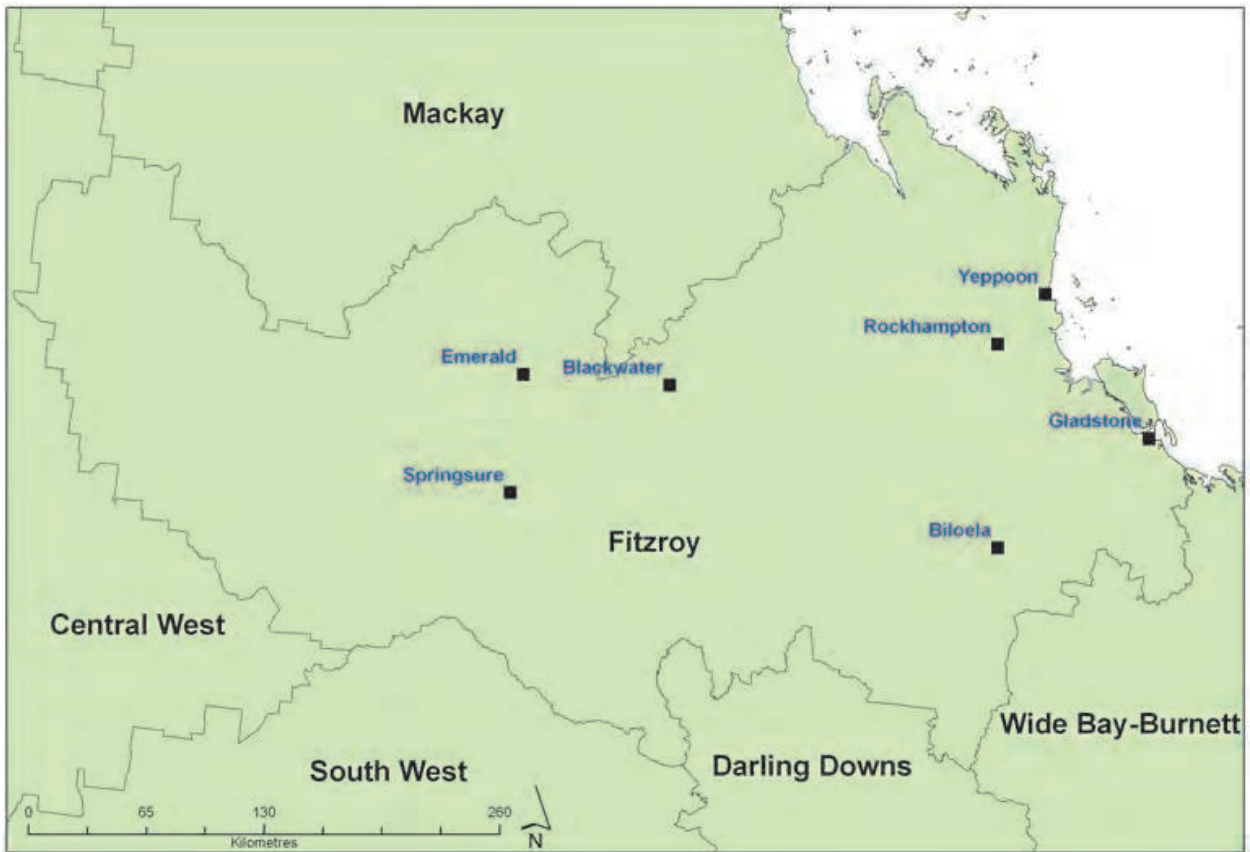 Mackay
Yeppoon
Rockhampton
Emerald
Blackwater
Gladstone
Springsure
Biloela
Fitzroy
Central West
Wide Bay-Burnett
South West
Darling Downs
0 65 130 260
Kilometres
N